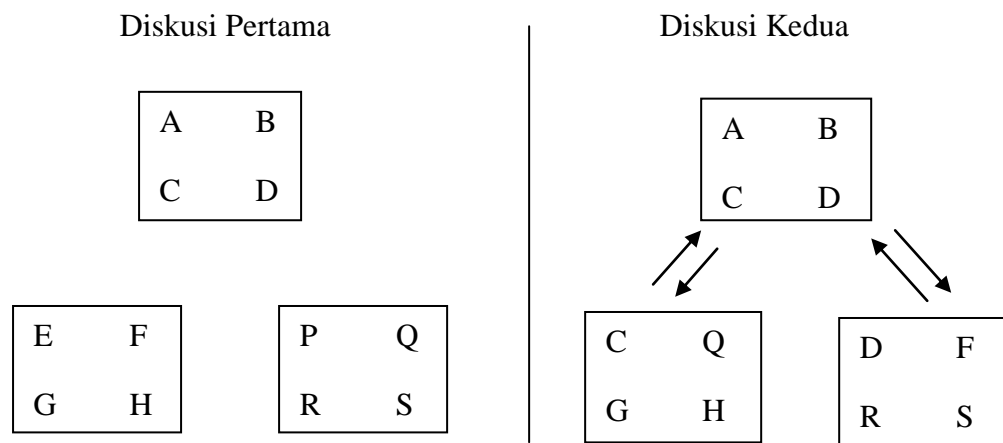 Diskusi Pertama
A B
C D
E F
G H
P Q
R S
Diskusi Kedua
A B
C D
C Q
G H
D F
R S